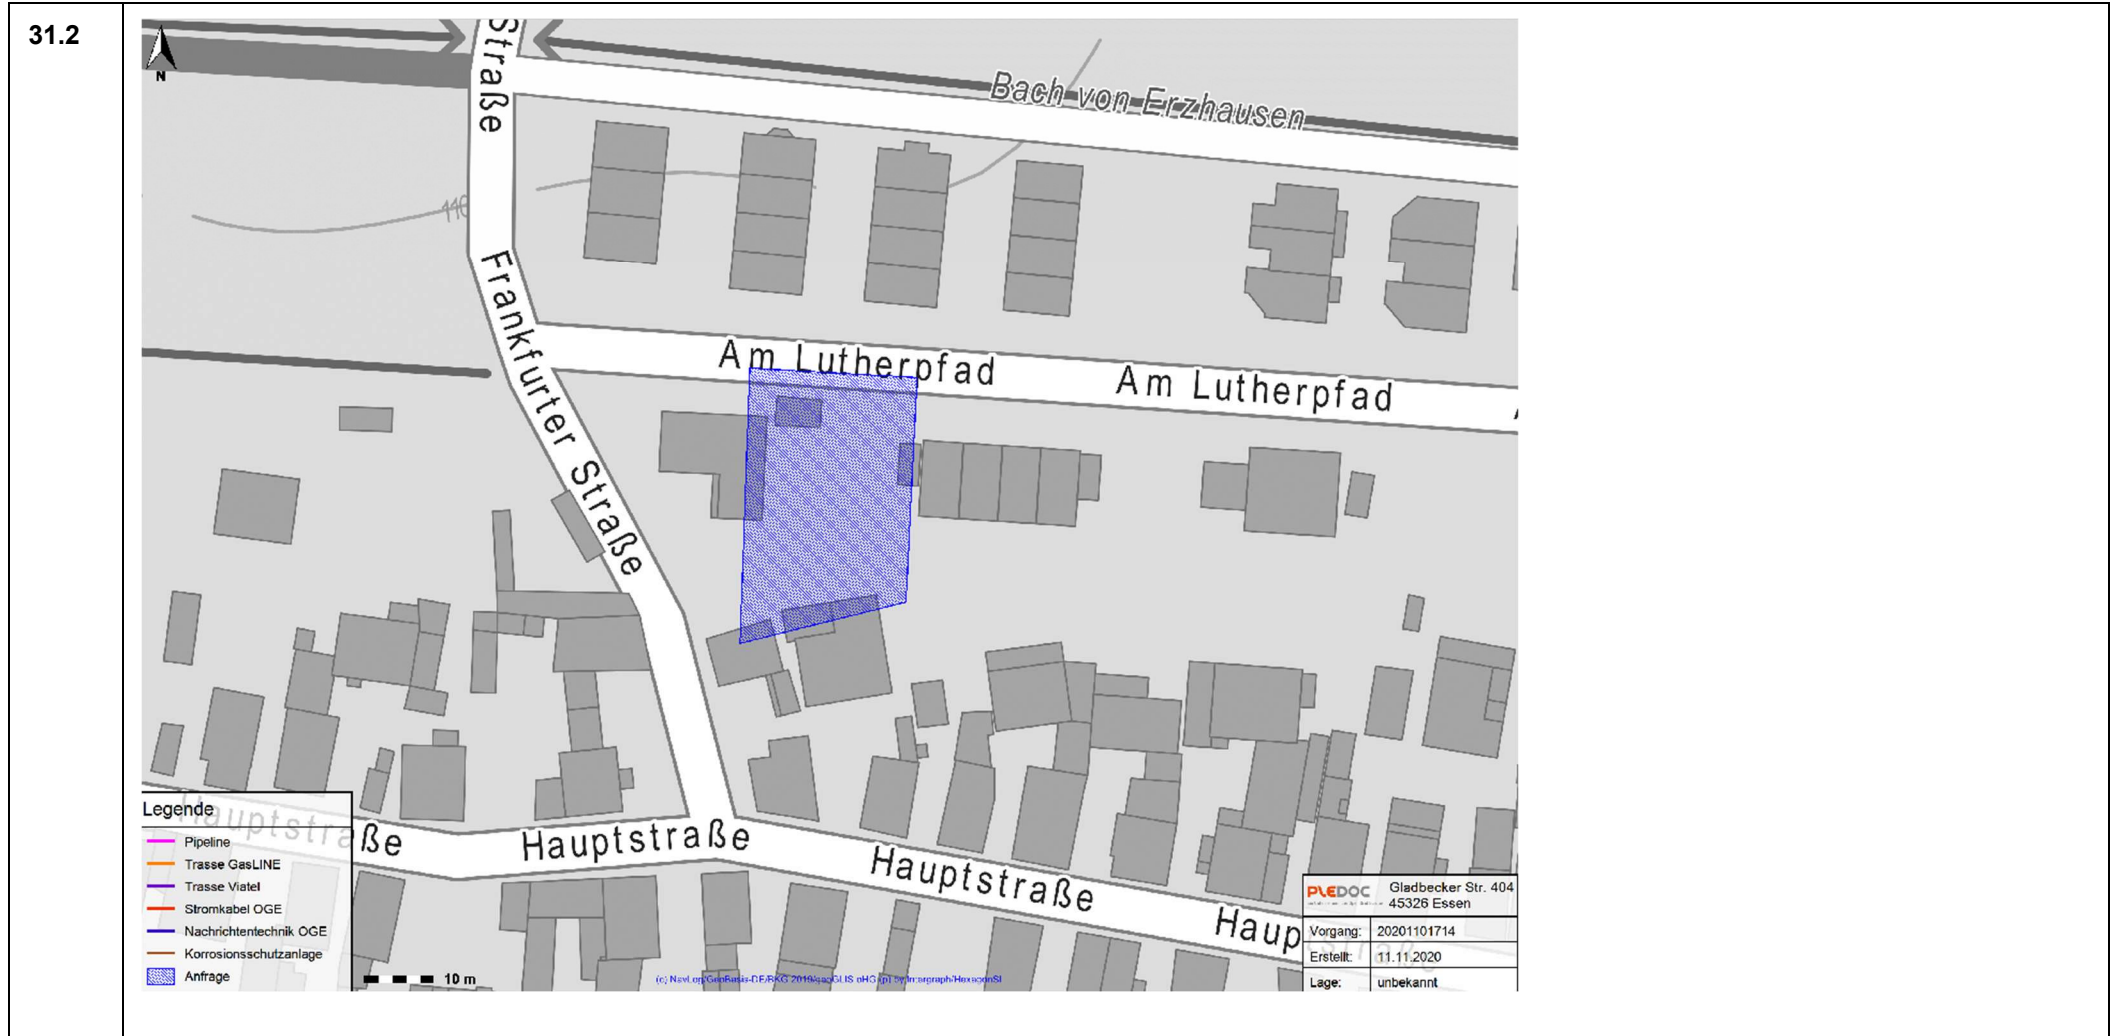 31.2
N
Straße
Bach von Erzhausen
110
Frankfurter Straße
Am Lutherpfad
Am Lutherpfad
Hauptstraße
Hauptstraße
Hauptstraße
Haup
straße
Legende
Pipeline
Trasse GasLINE
Trasse Viatel
Stromkabel OGE
Nachrichtentechnik OGE
Korrosionsschutzanlage
Anfrage
10 m
PLEDOC
Gladbecker Str. 404
45326 Essen
Vorgang: 20201101714
Erstellt: 11.11.2020
Lage: unbekannt